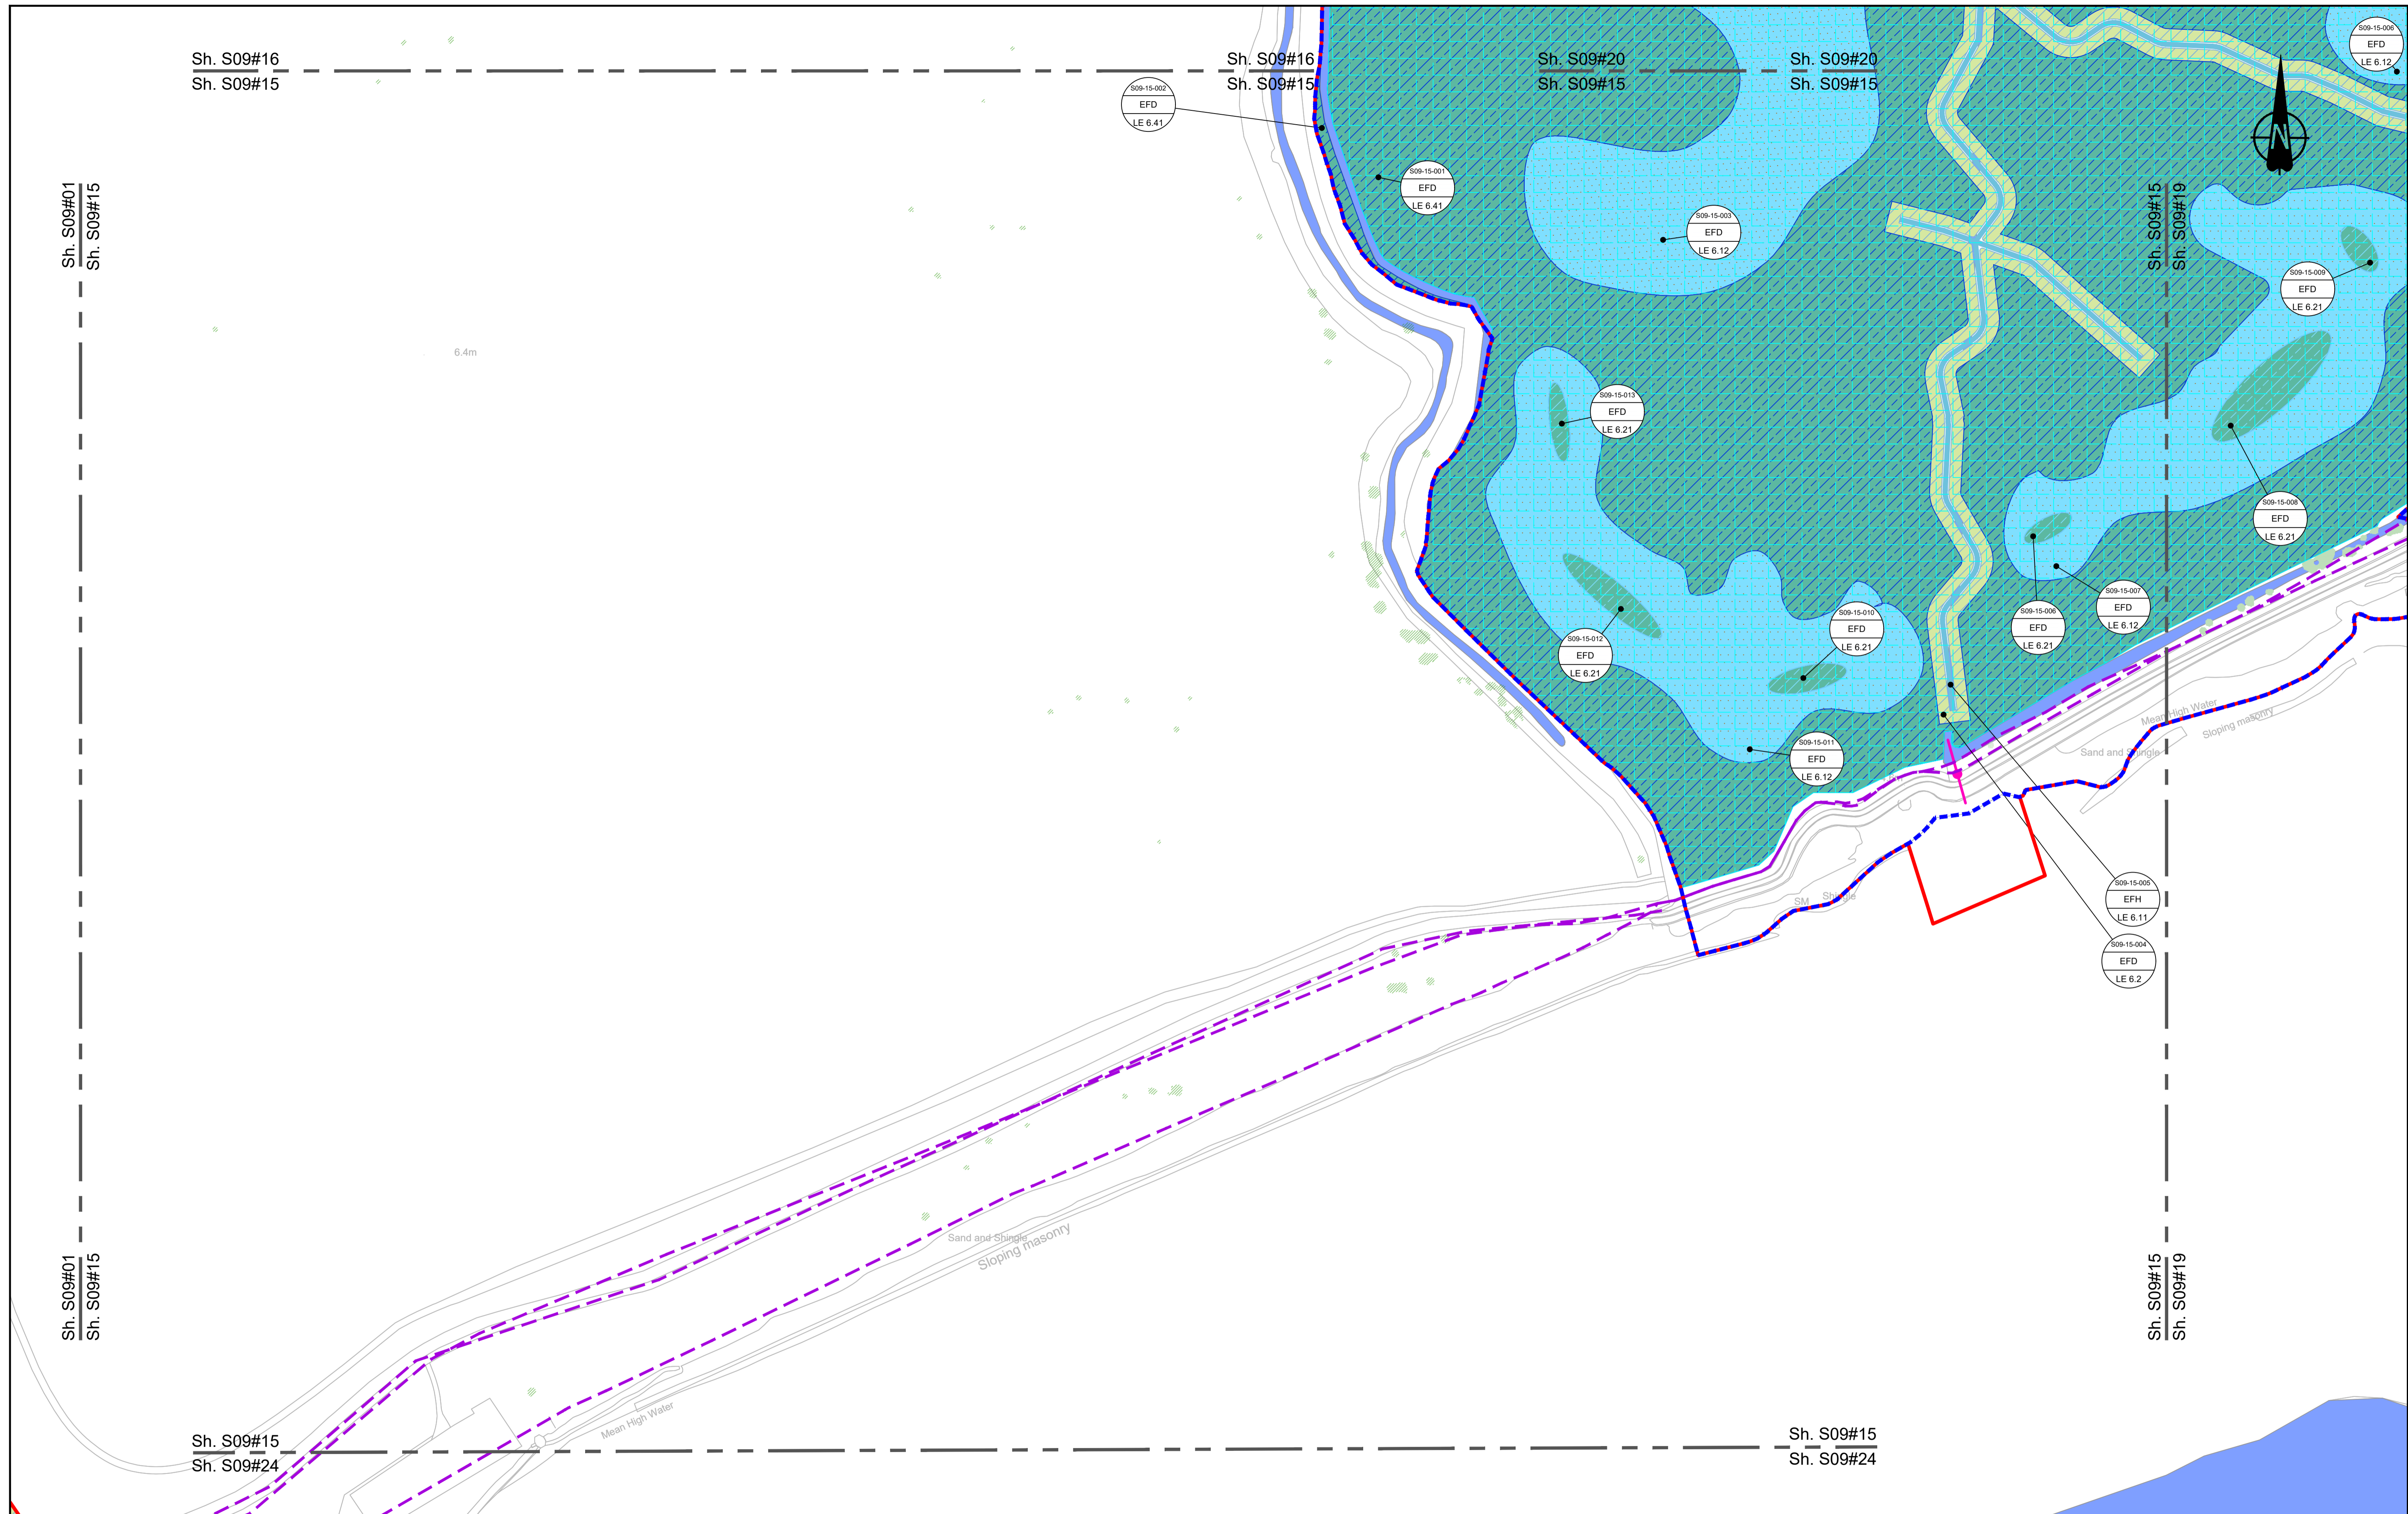 Sh. S09#16
Sh. S09#15
Sh. S09#16
Sh. S09#15
Sh. S09#20
Sh. S09#15
Sh. S09#20
Sh. S09#15
S09-15-006
EFD
LE 6.12
N
S09-15-002
EFD
LE 6.41
S09-15-001
EFD
LE 6.41
S09-15-003
EFD
LE 6.12
Sh. S09#01
Sh. S09#15
Sh. S09#15
Sh. S09#19
S09-15-009
EFD
LE 6.21
6.4m
S09-15-013
EFD
LE 6.21
S09-15-008
EFD
LE 6.21
S09-15-012
EFD
LE 6.21
S09-15-010
EFD
LE 6.21
S09-15-006
EFD
LE 6.21
S09-15-007
EFD
LE 6.12
S09-15-011
EFD
LE 6.12
Mean High Water
Sloping masonry
Sand and Shingle
SM
Shingle
S09-15-005
EFH
LE 6.11
S09-15-004
EFD
LE 6.2
Sand and Shingle
Sloping masonry
Sh. S09#01
Sh. S09#15
Sh. S09#15
Sh. S09#19
Mean High Water
Sh. S09#15
Sh. S09#24
Sh. S09#15
Sh. S09#24